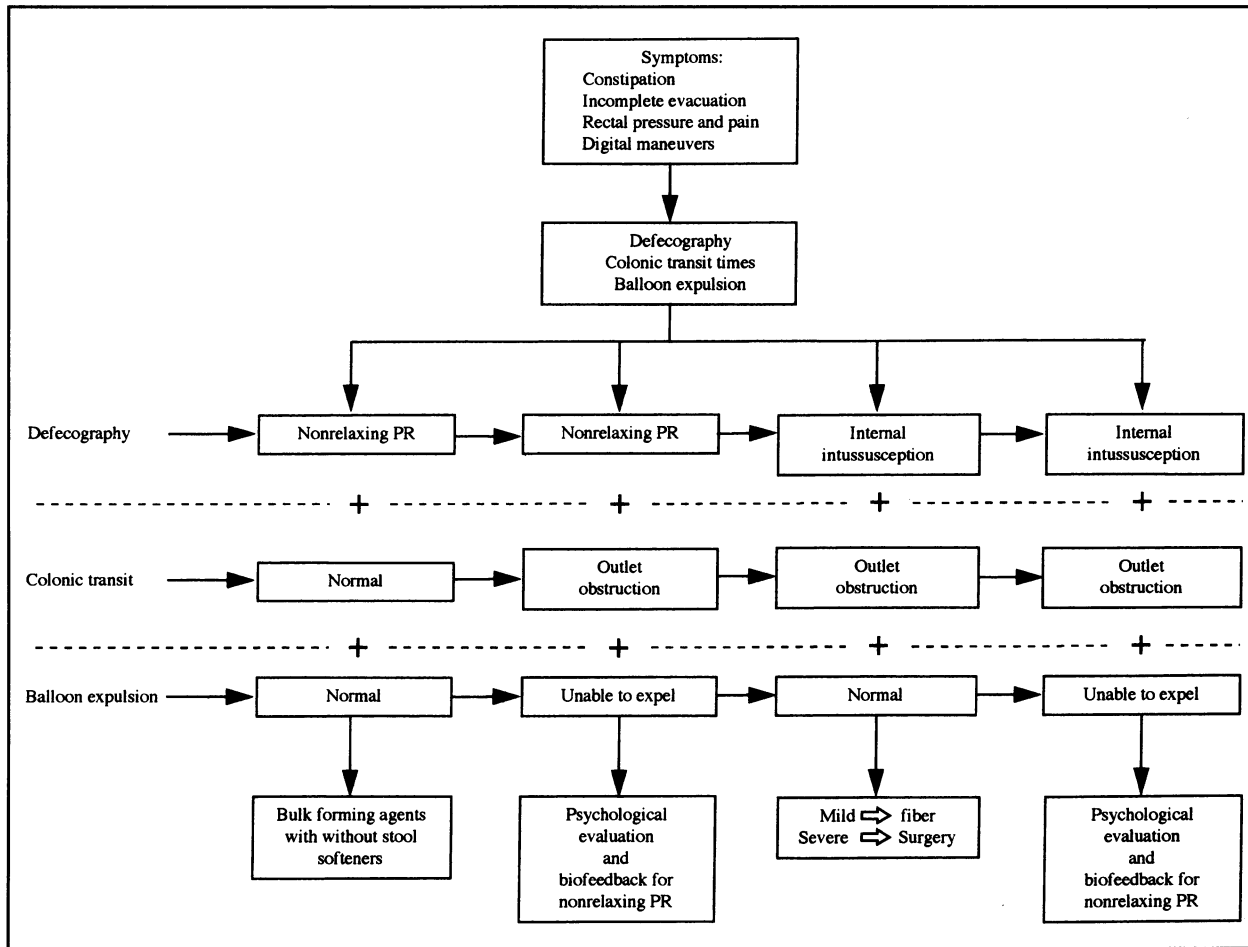 Symptoms:
Constipation
Incomplete evacuation
Rectal pressure and pain
Digital maneuvers
Defecography
Colonic transit times
Balloon expulsion
Defecography
Nonrelaxing PR
Nonrelaxing PR
Internal
intussusception
Internal
intussusception
+ + + +
Colonic transit
Normal
Outlet
obstruction
Outlet
obstruction
Outlet
obstruction
+ + + +
Balloon expulsion
Normal
Unable to expel
Normal
Unable to expel
Bulk forming agents
with without stool
softeners
Psychological
evaluation
and
biofeedback for
nonrelaxing PR
Mild ⇨ fiber
Severe ⇨ Surgery
Psychological
evaluation
and
biofeedback for
nonrelaxing PR